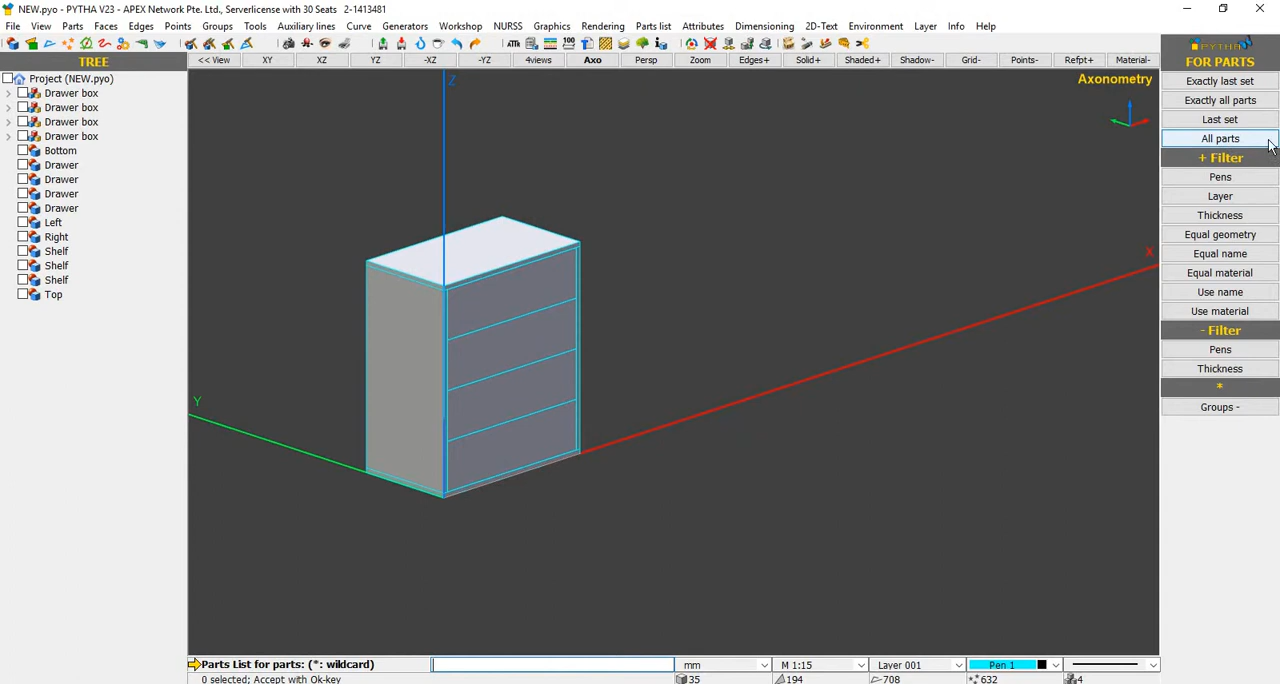 NEW.pyo - PYTHA V23 - APEX Network Pte. Ltd., Serverlicense with 30 Seats 2-1413481
File View Parts Faces Edges Points Groups Tools Auxiliary lines Curve Generators Workshop NURSS Graphics Rendering Parts list Attributes Dimensioning 2D-Text Environment Layer Info Help
ATR 100
PYTHA
TREE
<< View XY XZ YZ -XZ -YZ 4views Axo Persp Zoom Edges+ Solid+ Shaded+ Shadow- Grid- Points- Refpt+ Material-
FOR PARTS
Project (NEW.pyo)
Drawer box
Drawer box
Drawer box
Drawer box
Bottom
Drawer
Drawer
Drawer
Drawer
Left
Right
Shelf
Shelf
Shelf
Top
Z
Axonometry
X
Y
Exactly last set
Exactly all parts
Last set
All parts
+ Filter
Pens
Layer
Thickness
Equal geometry
Equal name
Equal material
Use name
Use material
- Filter
Pens
Thickness
*
Groups -
Parts List for parts: (*: wildcard) mm M 1:15 Layer 001 Pen 1
0 selected; Accept with Ok-key 35 194 708 632 4